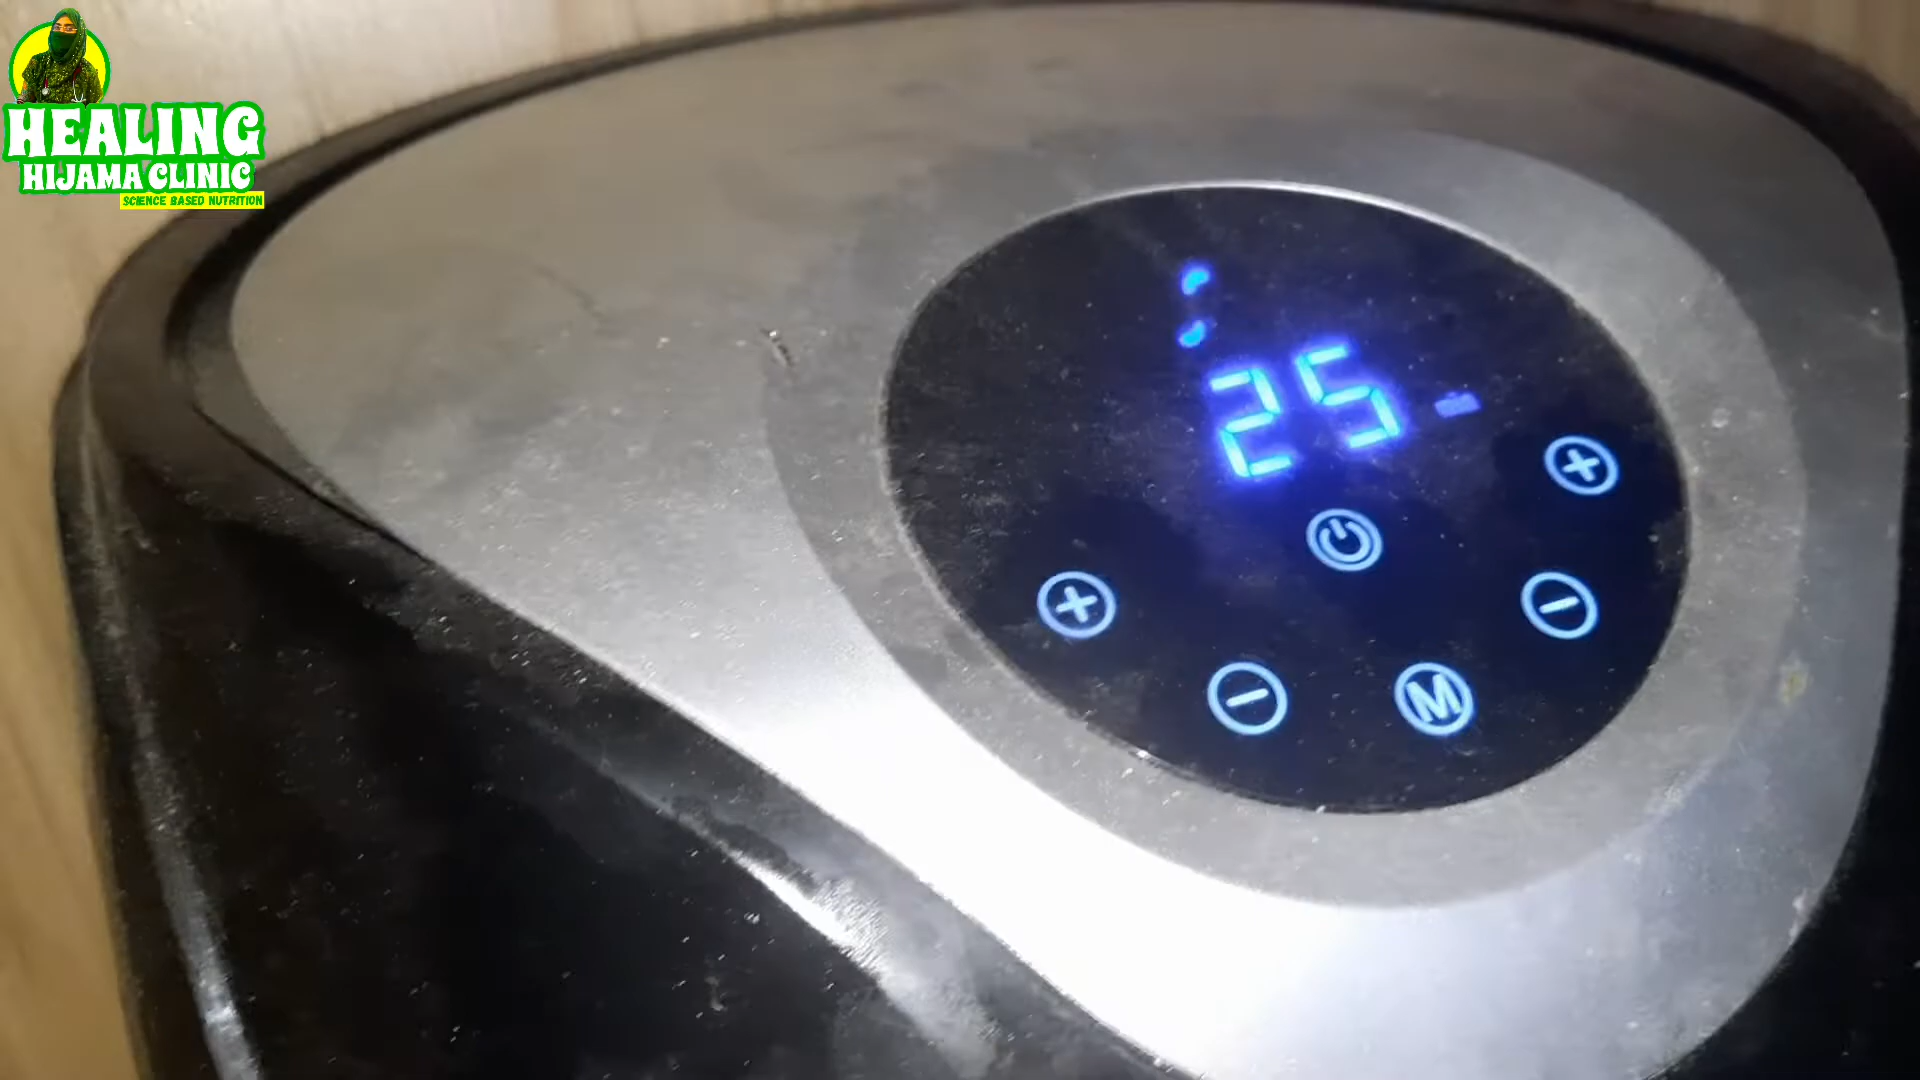 HEALING
HIJAMA CLINIC
SCIENCE BASED NUTRITION
25
M